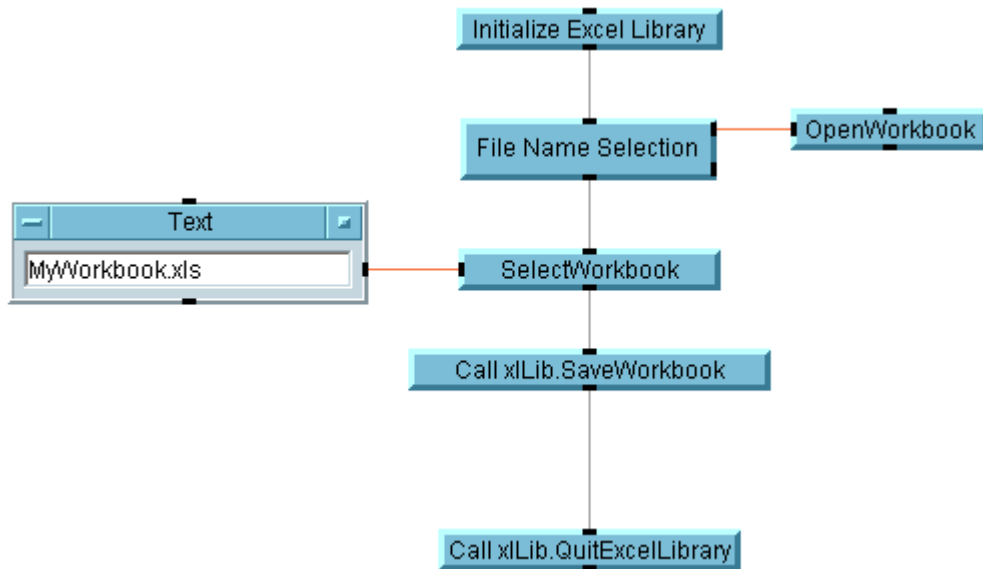 Initialize Excel Library
File Name Selection
OpenWorkbook
Text
MyWorkbook.xls
SelectWorkbook
Call xlLib.SaveWorkbook
Call xlLib.QuitExcelLibrary